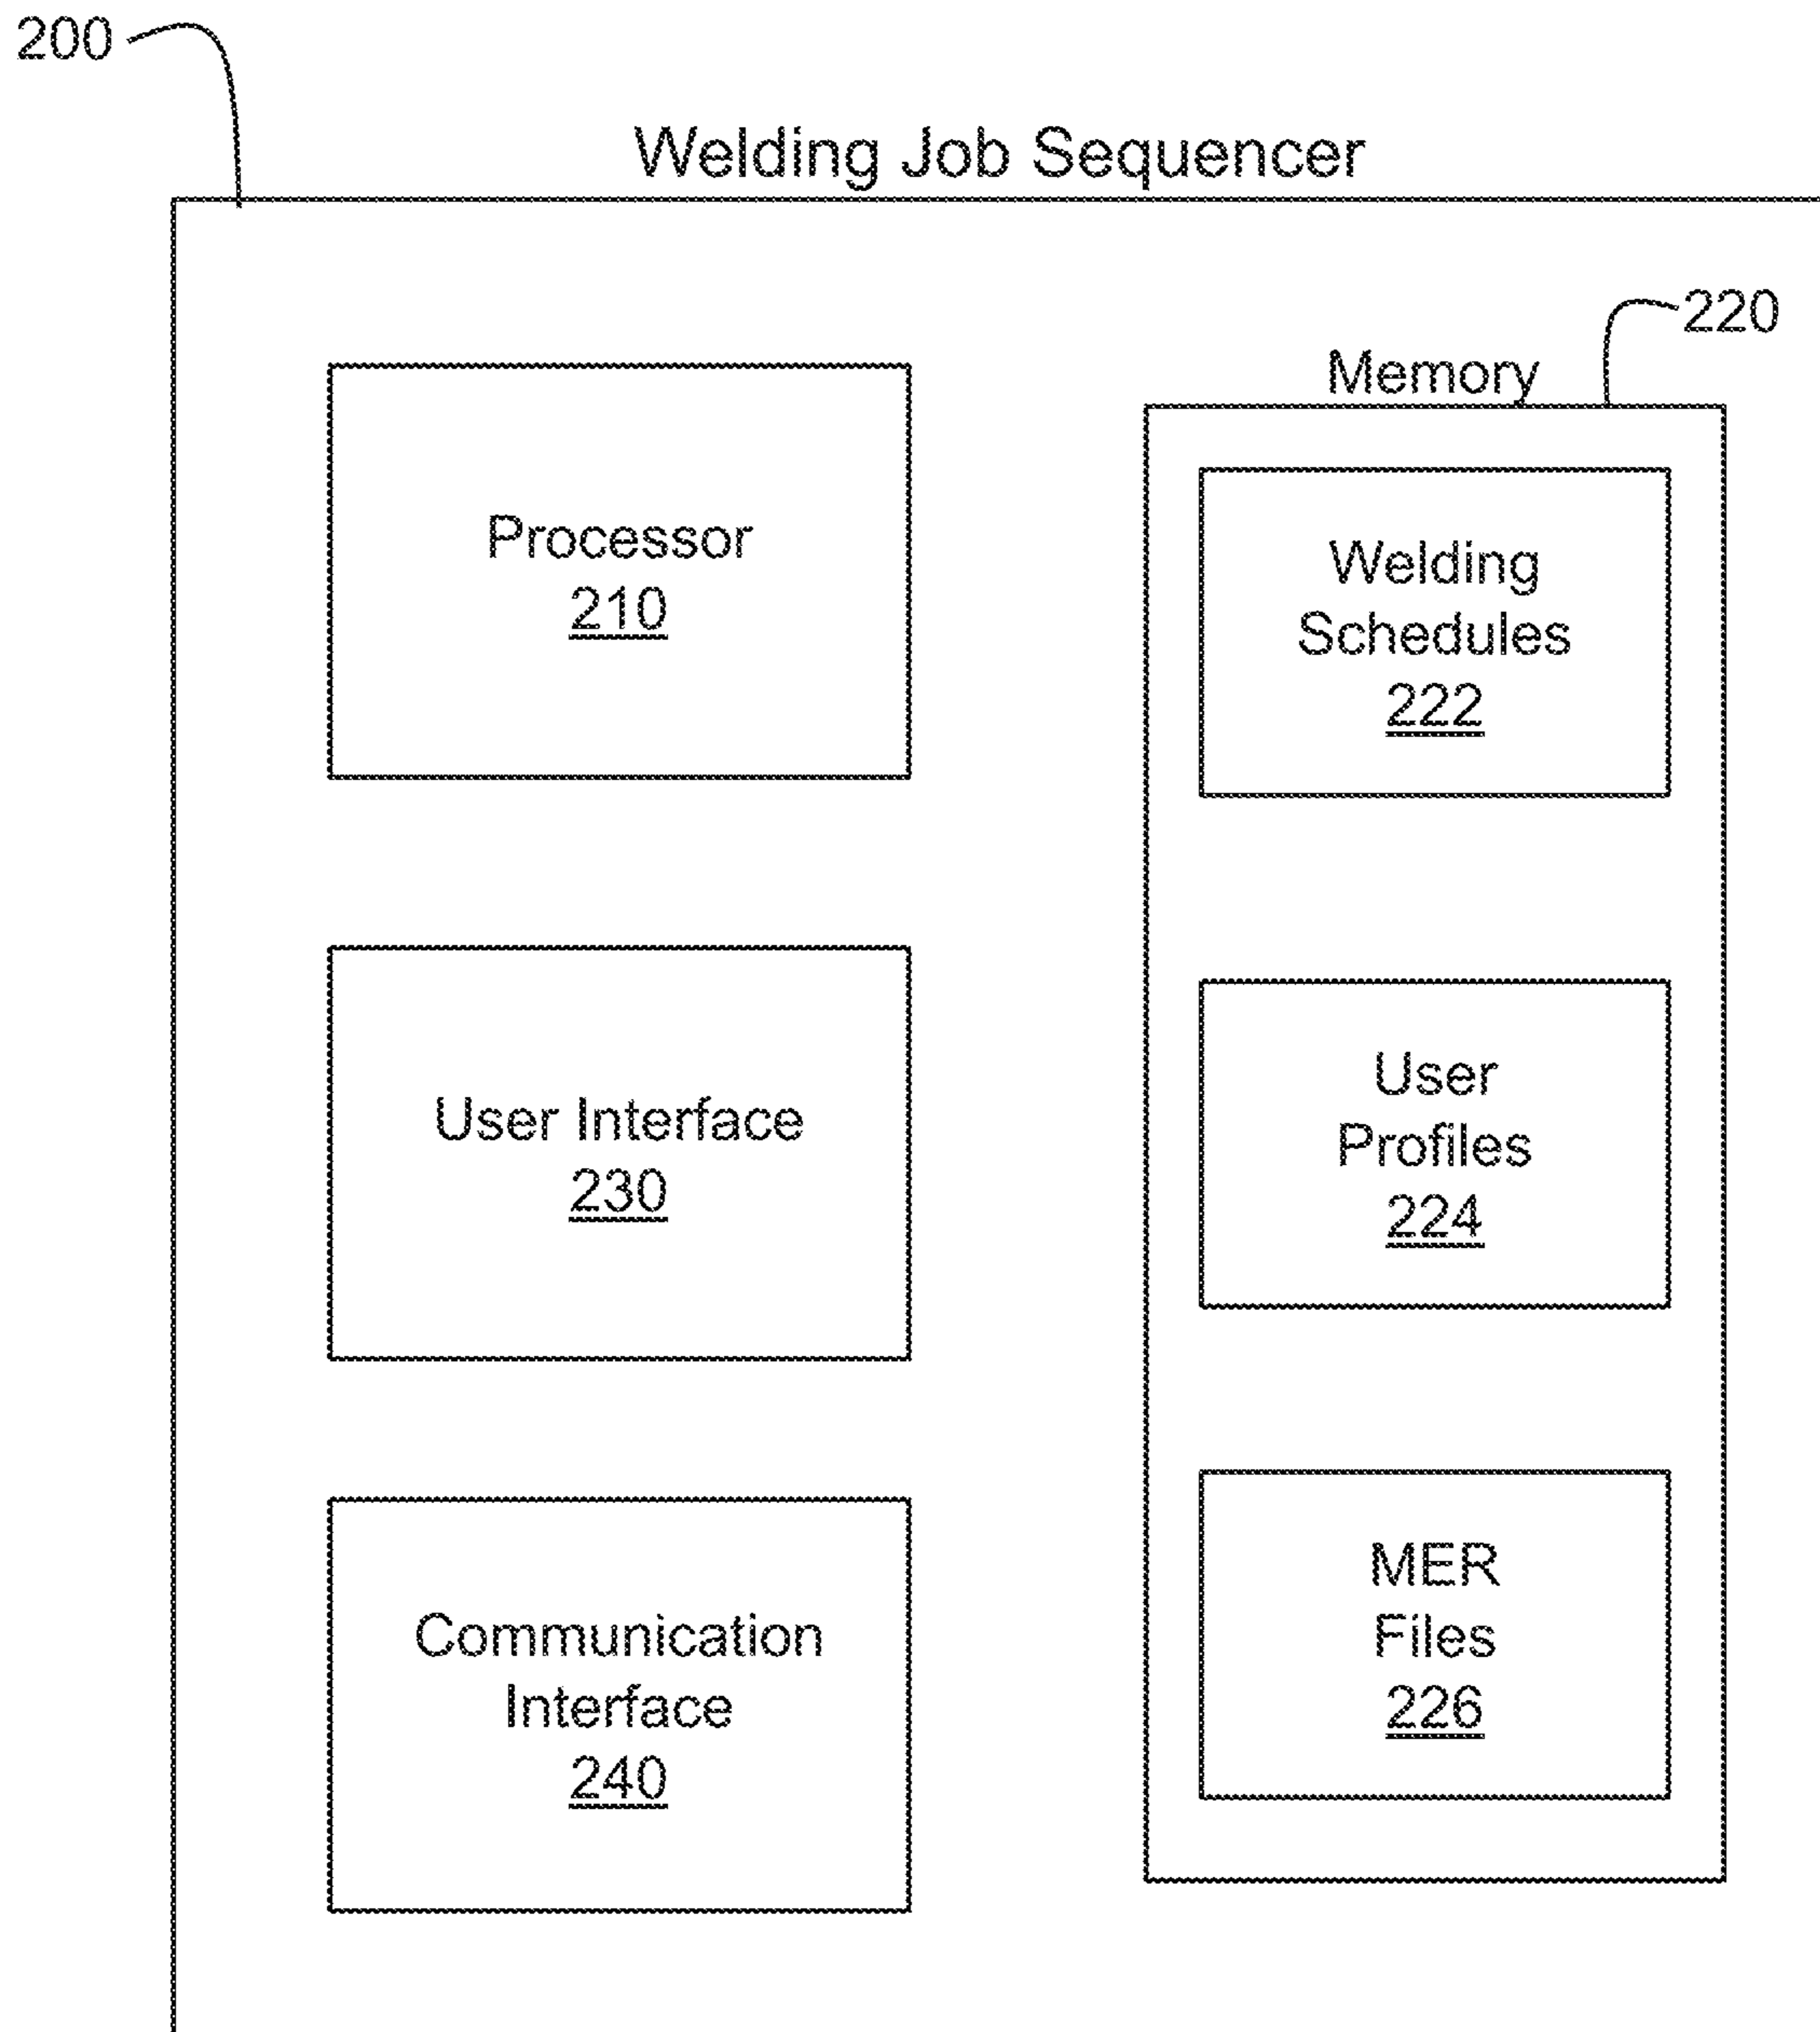 200
Welding Job Sequencer
220
Memory
Processor
210
Welding
Schedules
222
User Interface
230
User
Profiles
224
Communication
Interface
240
MER
Files
226